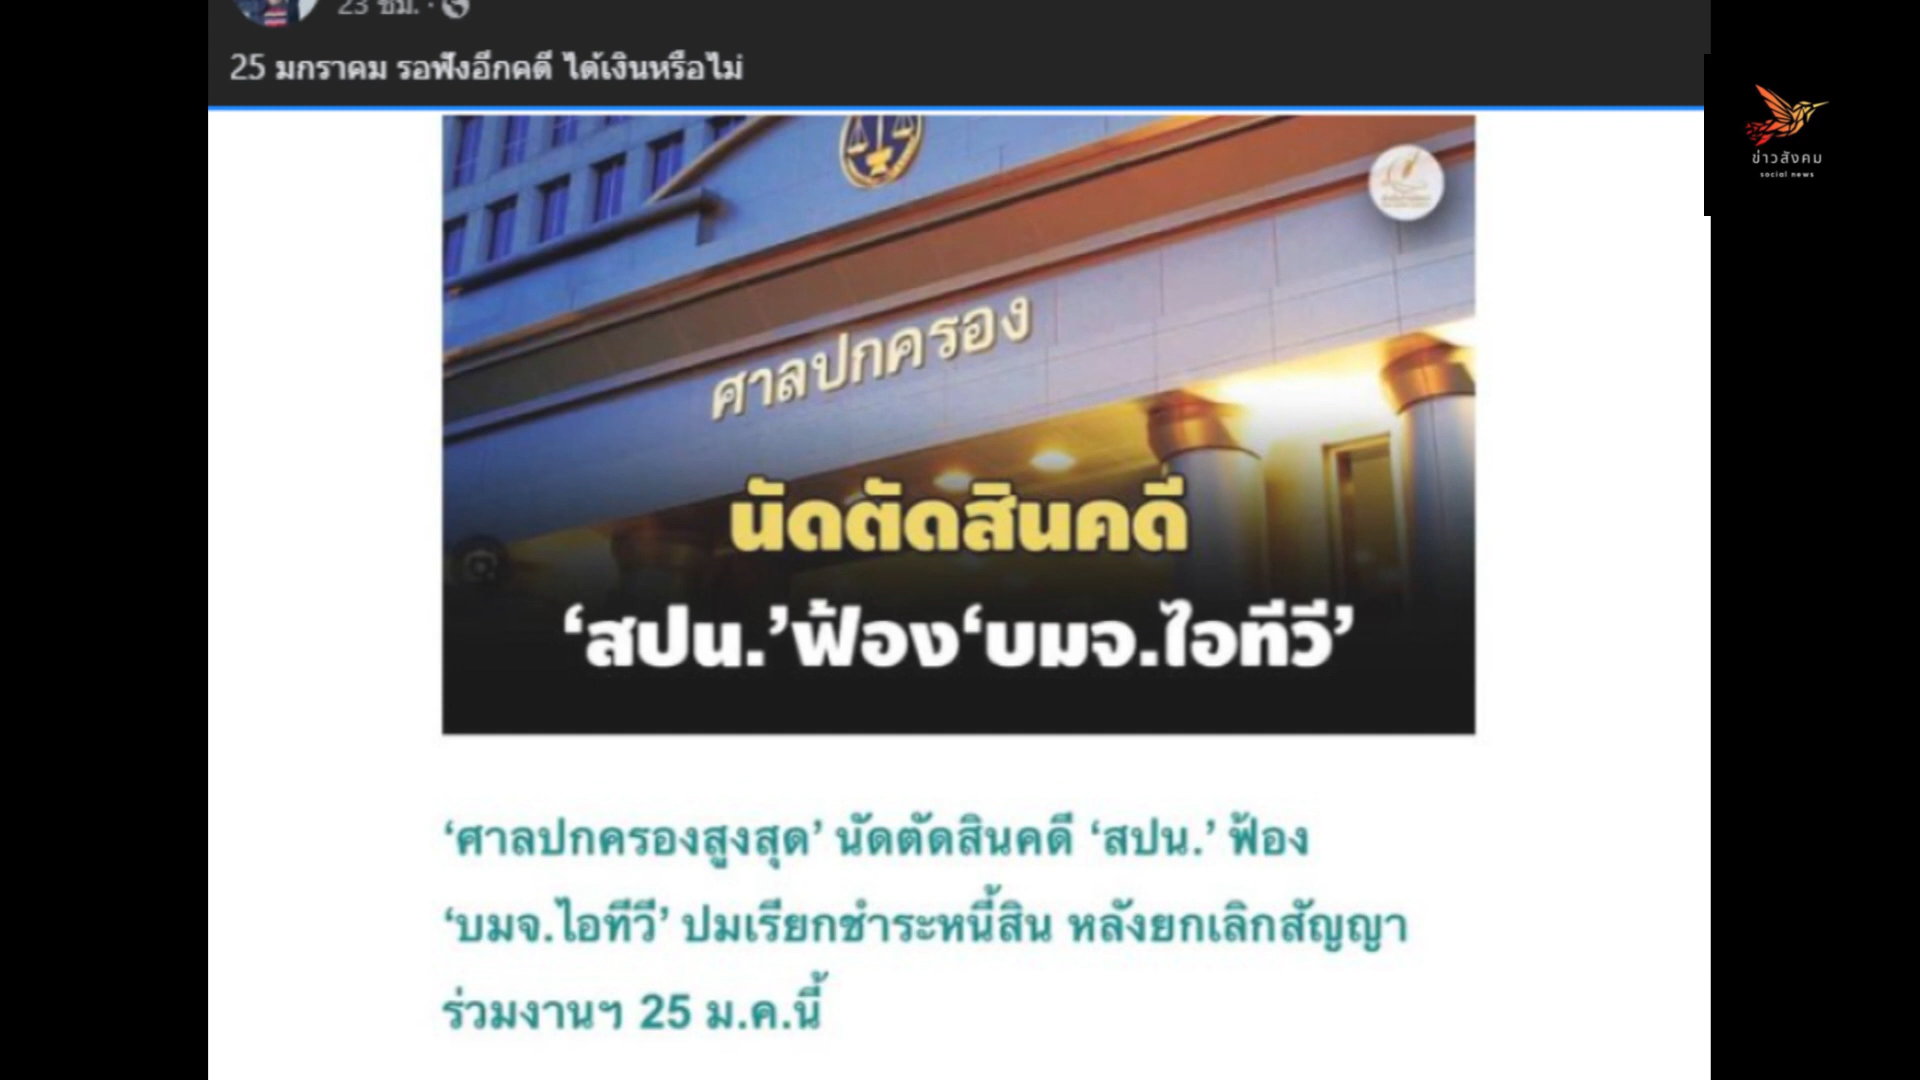 23 ชม. ·
25 มกราคม รอฟังอีกคดี ได้เงินหรือไม่
ข่าวสังคม
social news
ศาลปกครอง
นัดตัดสินคดี
‘สปน.’ฟ้อง‘บมจ.ไอทีวี’
‘ศาลปกครองสูงสุด’ นัดตัดสินคดี ‘สปน.’ ฟ้อง
‘บมจ.ไอทีวี’ ปมเรียกชำระหนี้สิน หลังยกเลิกสัญญา
ร่วมงานฯ 25 ม.ค.นี้